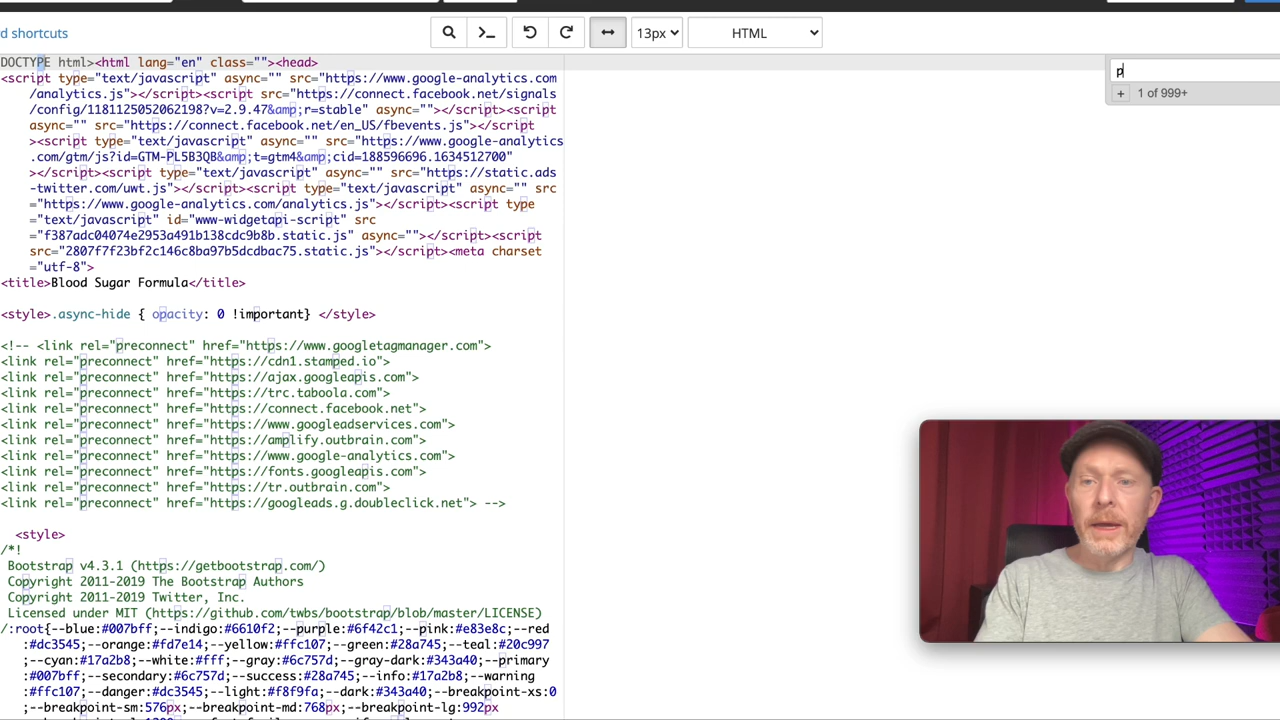 d shortcuts
13px
HTML
DOCTYPE html><html lang="en" class=""><head>
p
<script type="text/javascript" async="" src="https://www.google-analytics.com
/analytics.js"></script><script src="https://connect.facebook.net/signals
1 of 999+
/config/1181125052062198?v=2.9.47&amp;r=stable" async=""></script><script
async="" src="https://connect.facebook.net/en_US/fbevents.js"></script
><script type="text/javascript" async="" src="https://www.google-analytics
.com/gtm/js?id=GTM-PL5B3QB&amp;t=gtm4&amp;cid=188596696.1634512700"
></script><script type="text/javascript" async="" src="https://static.ads
-twitter.com/uwt.js"></script><script type="text/javascript" async="" src
="https://www.google-analytics.com/analytics.js"></script><script type
="text/javascript" id="www-widgetapi-script" src
="f387adc04074e2953a491b138cdc9b8b.static.js" async=""></script><script
src="2807f7f23bf2c146c8ba97b5dcdbac75.static.js"></script><meta charset
="utf-8">
<title>Blood Sugar Formula</title>
<style>.async-hide { opacity: 0 !important} </style>
<!-- <link rel="preconnect" href="https://www.googletagmanager.com">
<link rel="preconnect" href="https://cdn1.stamped.io">
<link rel="preconnect" href="https://ajax.googleapis.com">
<link rel="preconnect" href="https://trc.taboola.com">
<link rel="preconnect" href="https://connect.facebook.net">
<link rel="preconnect" href="https://www.googleadservices.com">
<link rel="preconnect" href="https://amplify.outbrain.com">
<link rel="preconnect" href="https://www.google-analytics.com">
<link rel="preconnect" href="https://fonts.googleapis.com">
<link rel="preconnect" href="https://tr.outbrain.com">
<link rel="preconnect" href="https://googleads.g.doubleclick.net"> -->
<style>
/*!
Bootstrap v4.3.1 (https://getbootstrap.com/)
Copyright 2011-2019 The Bootstrap Authors
Copyright 2011-2019 Twitter, Inc.
Licensed under MIT (https://github.com/twbs/bootstrap/blob/master/LICENSE)
/:root{--blue:#007bff;--indigo:#6610f2;--purple:#6f42c1;--pink:#e83e8c;--red
:#dc3545;--orange:#fd7e14;--yellow:#ffc107;--green:#28a745;--teal:#20c997
;--cyan:#17a2b8;--white:#fff;--gray:#6c757d;--gray-dark:#343a40;--primary
:#007bff;--secondary:#6c757d;--success:#28a745;--info:#17a2b8;--warning
:#ffc107;--danger:#dc3545;--light:#f8f9fa;--dark:#343a40;--breakpoint-xs:0
;--breakpoint-sm:576px;--breakpoint-md:768px;--breakpoint-lg:992px